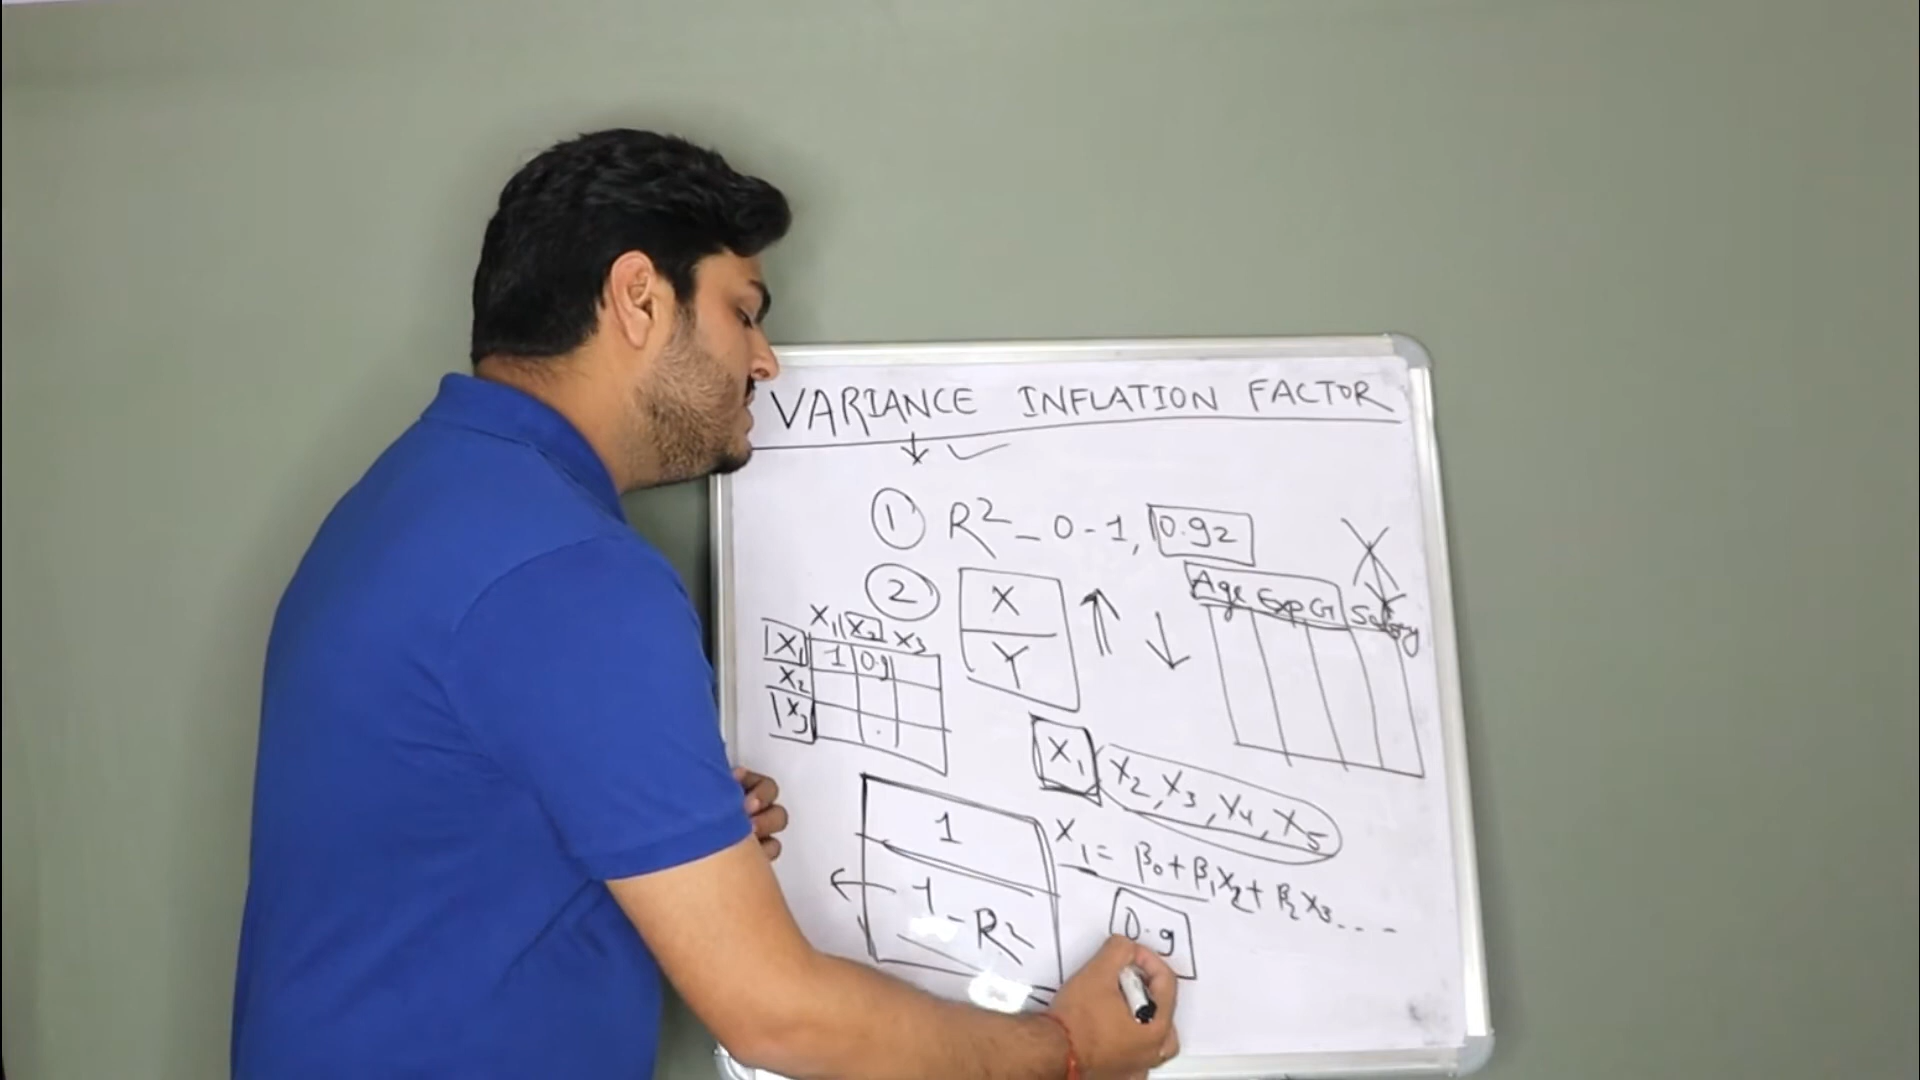 VARIANCE INFLATION FACTOR
1 R² - 0-1, 0.92
2 X
Y
Age Exp G Salary
X₁ X₂ X₃
X₁ 1 0.9
X₂
X₃
X₁ X₂, X₃, X₄, X₅
X₁ = β₀ + β₁X₂ + β₂X₃....
1
1 - R²
0.9